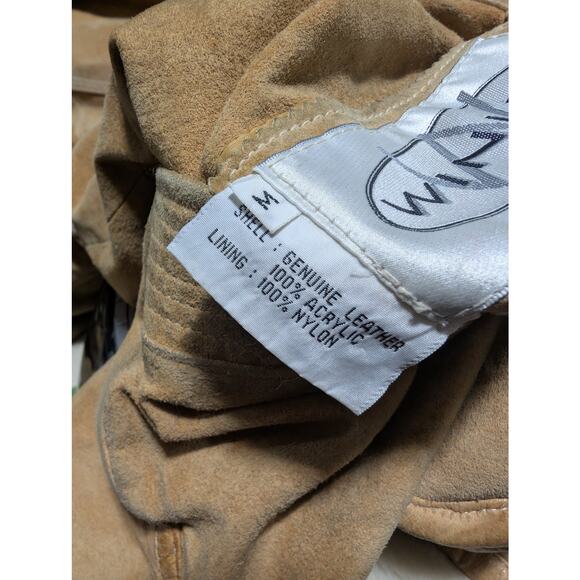 M
SHELL : GENUINE LEATHER
100% ACRYLIC
LINING : 100% NYLON